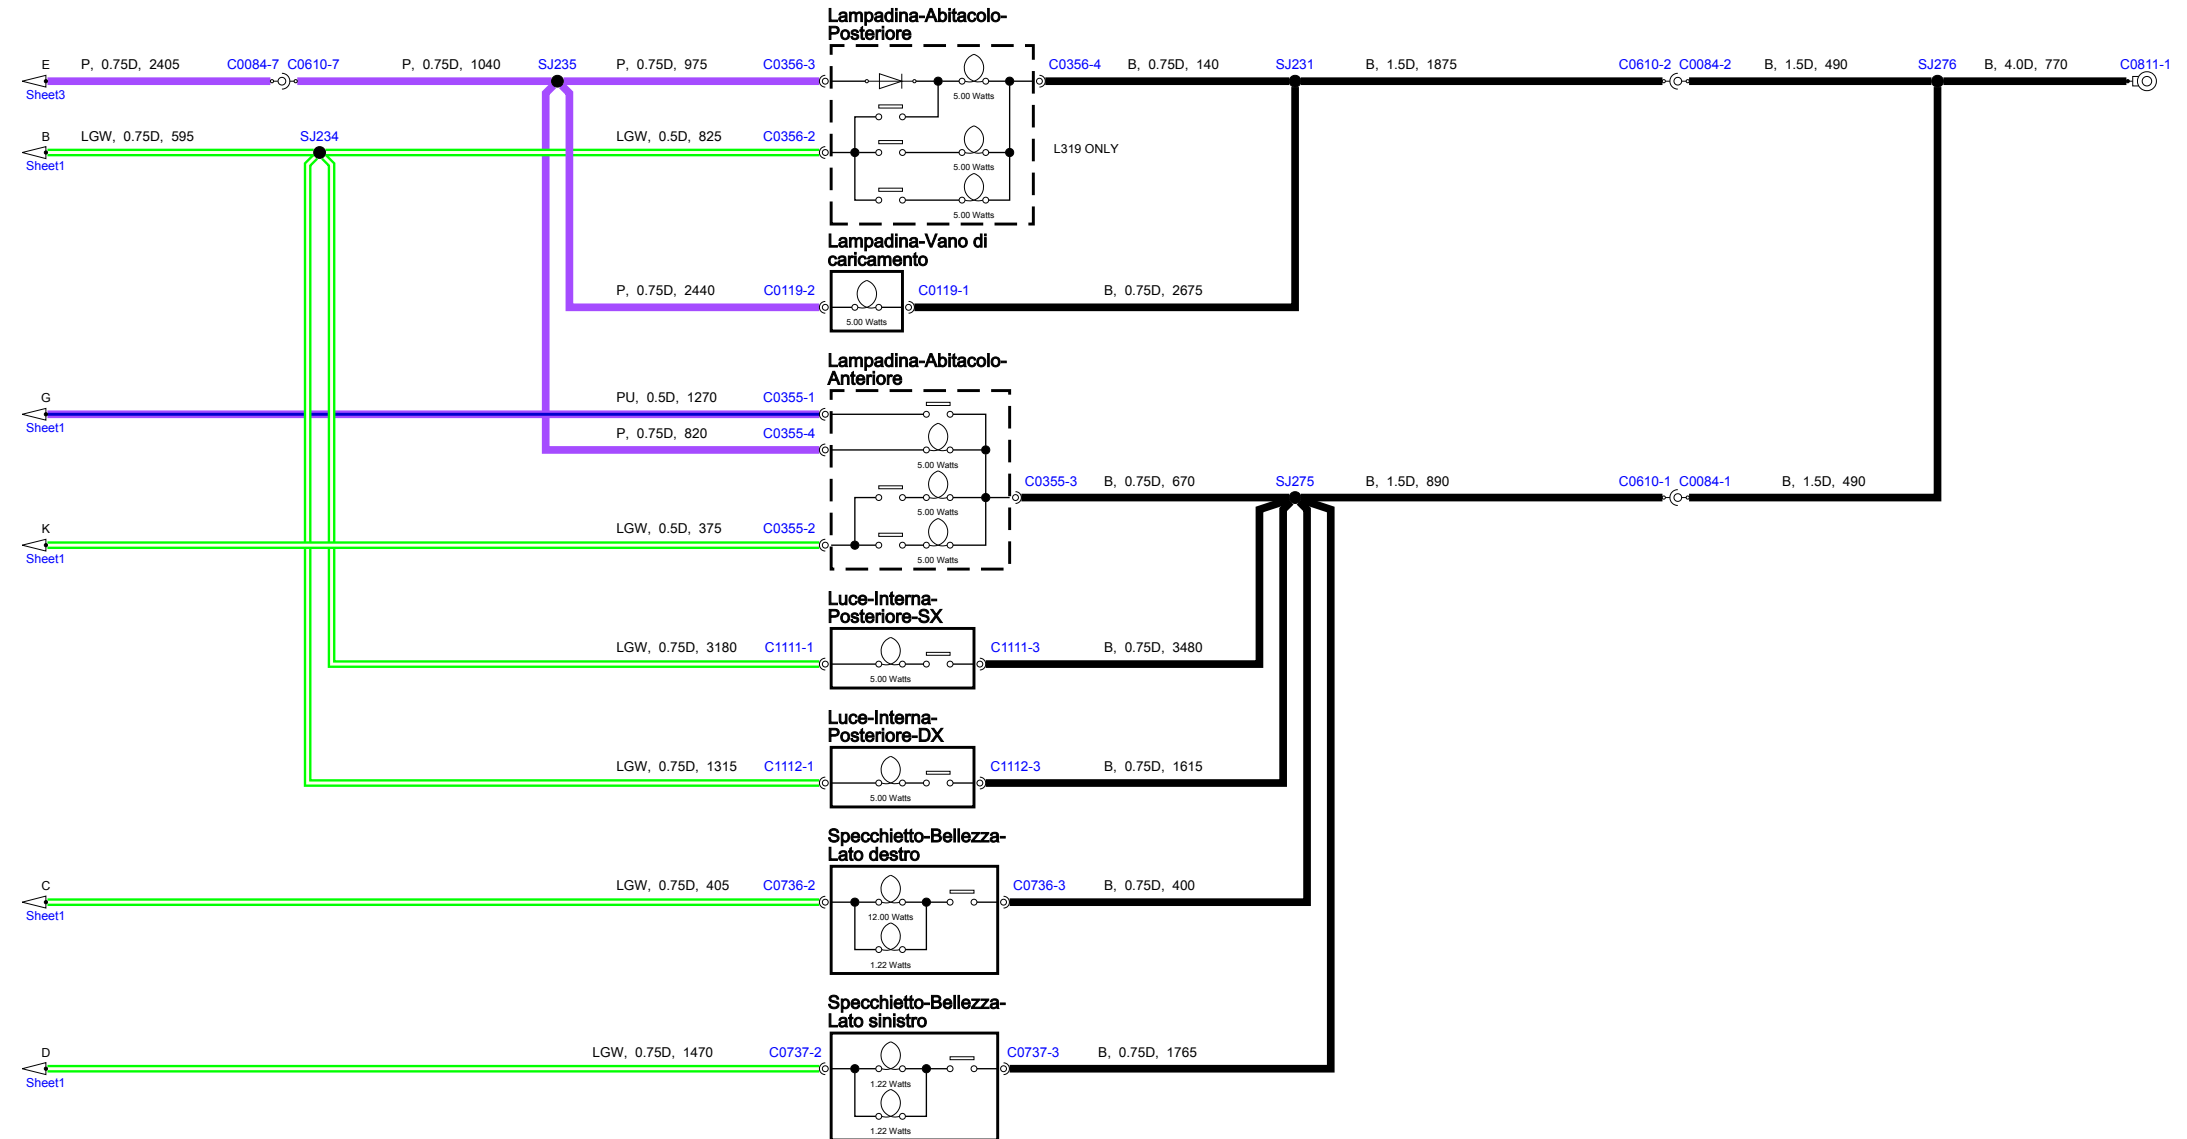 Lampadina-Abitacolo-
Posteriore
E P, 0.75D, 2405 C0084-7 C0610-7 P, 0.75D, 1040 SJ235 P, 0.75D, 975 C0356-3 C0356-4 B, 0.75D, 140 SJ231 B, 1.5D, 1875 C0610-2 C0084-2 B, 1.5D, 490 SJ276 B, 4.0D, 770 C0811-1
Sheet3
5.00 Watts
B LGW, 0.75D, 595 SJ234 LGW, 0.5D, 825 C0356-2
L319 ONLY
Sheet1
5.00 Watts
5.00 Watts
Lampadina-Vano di
caricamento
P, 0.75D, 2440 C0119-2 C0119-1 B, 0.75D, 2675
5.00 Watts
Lampadina-Abitacolo-
Anteriore
G PU, 0.5D, 1270 C0355-1
Sheet1
P, 0.75D, 820 C0355-4
5.00 Watts
C0355-3 B, 0.75D, 670 SJ275 B, 1.5D, 890 C0610-1 C0084-1 B, 1.5D, 490
5.00 Watts
K LGW, 0.5D, 375 C0355-2
Sheet1
5.00 Watts
Luce-Interna-
Posteriore-SX
LGW, 0.75D, 3180 C1111-1 C1111-3 B, 0.75D, 3480
5.00 Watts
Luce-Interna-
Posteriore-DX
LGW, 0.75D, 1315 C1112-1 C1112-3 B, 0.75D, 1615
5.00 Watts
Specchietto-Bellezza-
Lato destro
C LGW, 0.75D, 405 C0736-2 C0736-3 B, 0.75D, 400
Sheet1
12.00 Watts
1.22 Watts
Specchietto-Bellezza-
Lato sinistro
D LGW, 0.75D, 1470 C0737-2 C0737-3 B, 0.75D, 1765
Sheet1
1.22 Watts
1.22 Watts